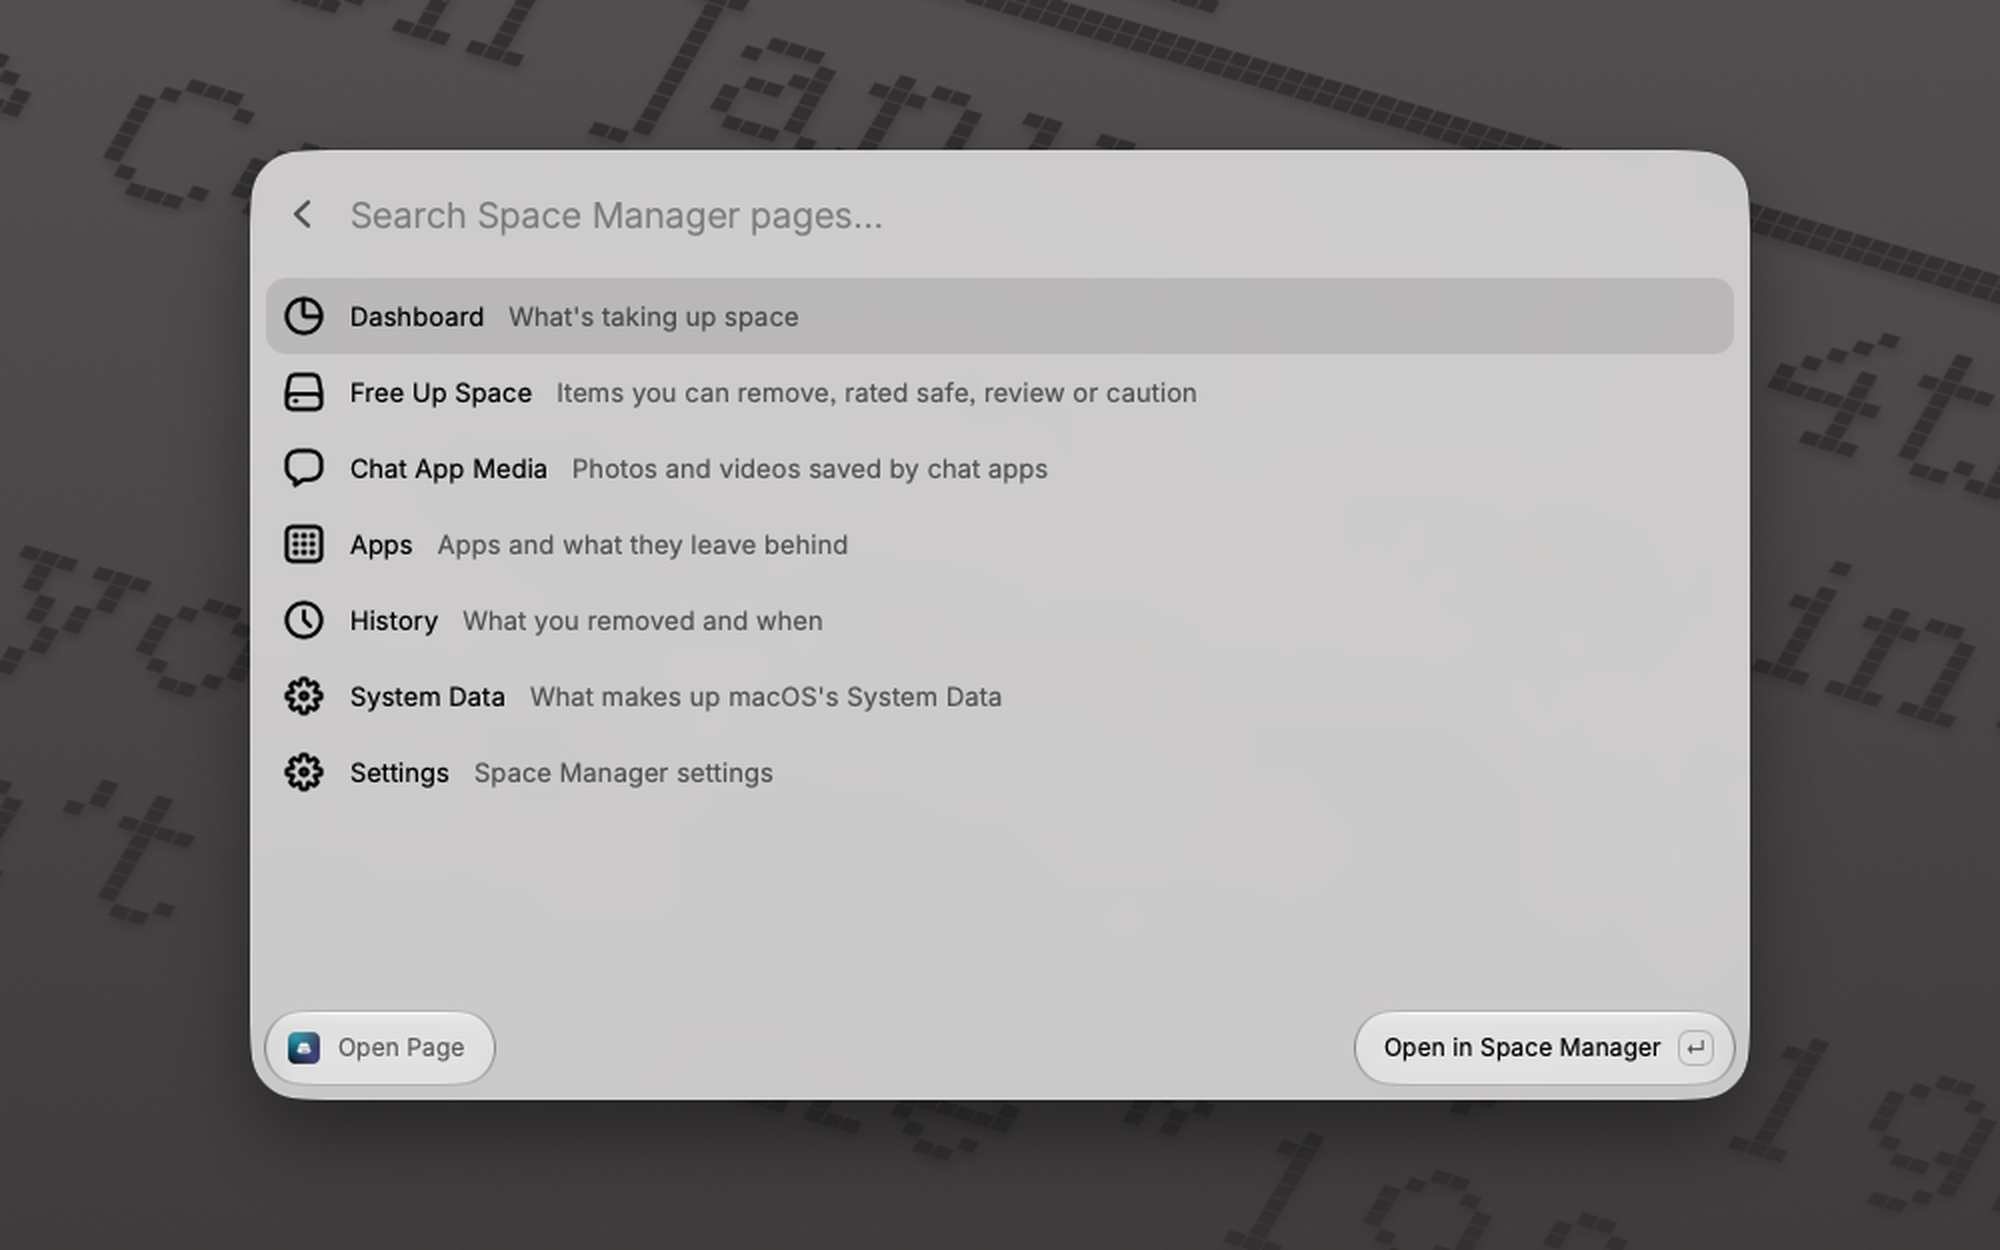 Search Space Manager pages...
Dashboard What's taking up space
Free Up Space Items you can remove, rated safe, review or caution
Chat App Media Photos and videos saved by chat apps
Apps Apps and what they leave behind
History What you removed and when
System Data What makes up macOS's System Data
Settings Space Manager settings
Open Page
Open in Space Manager